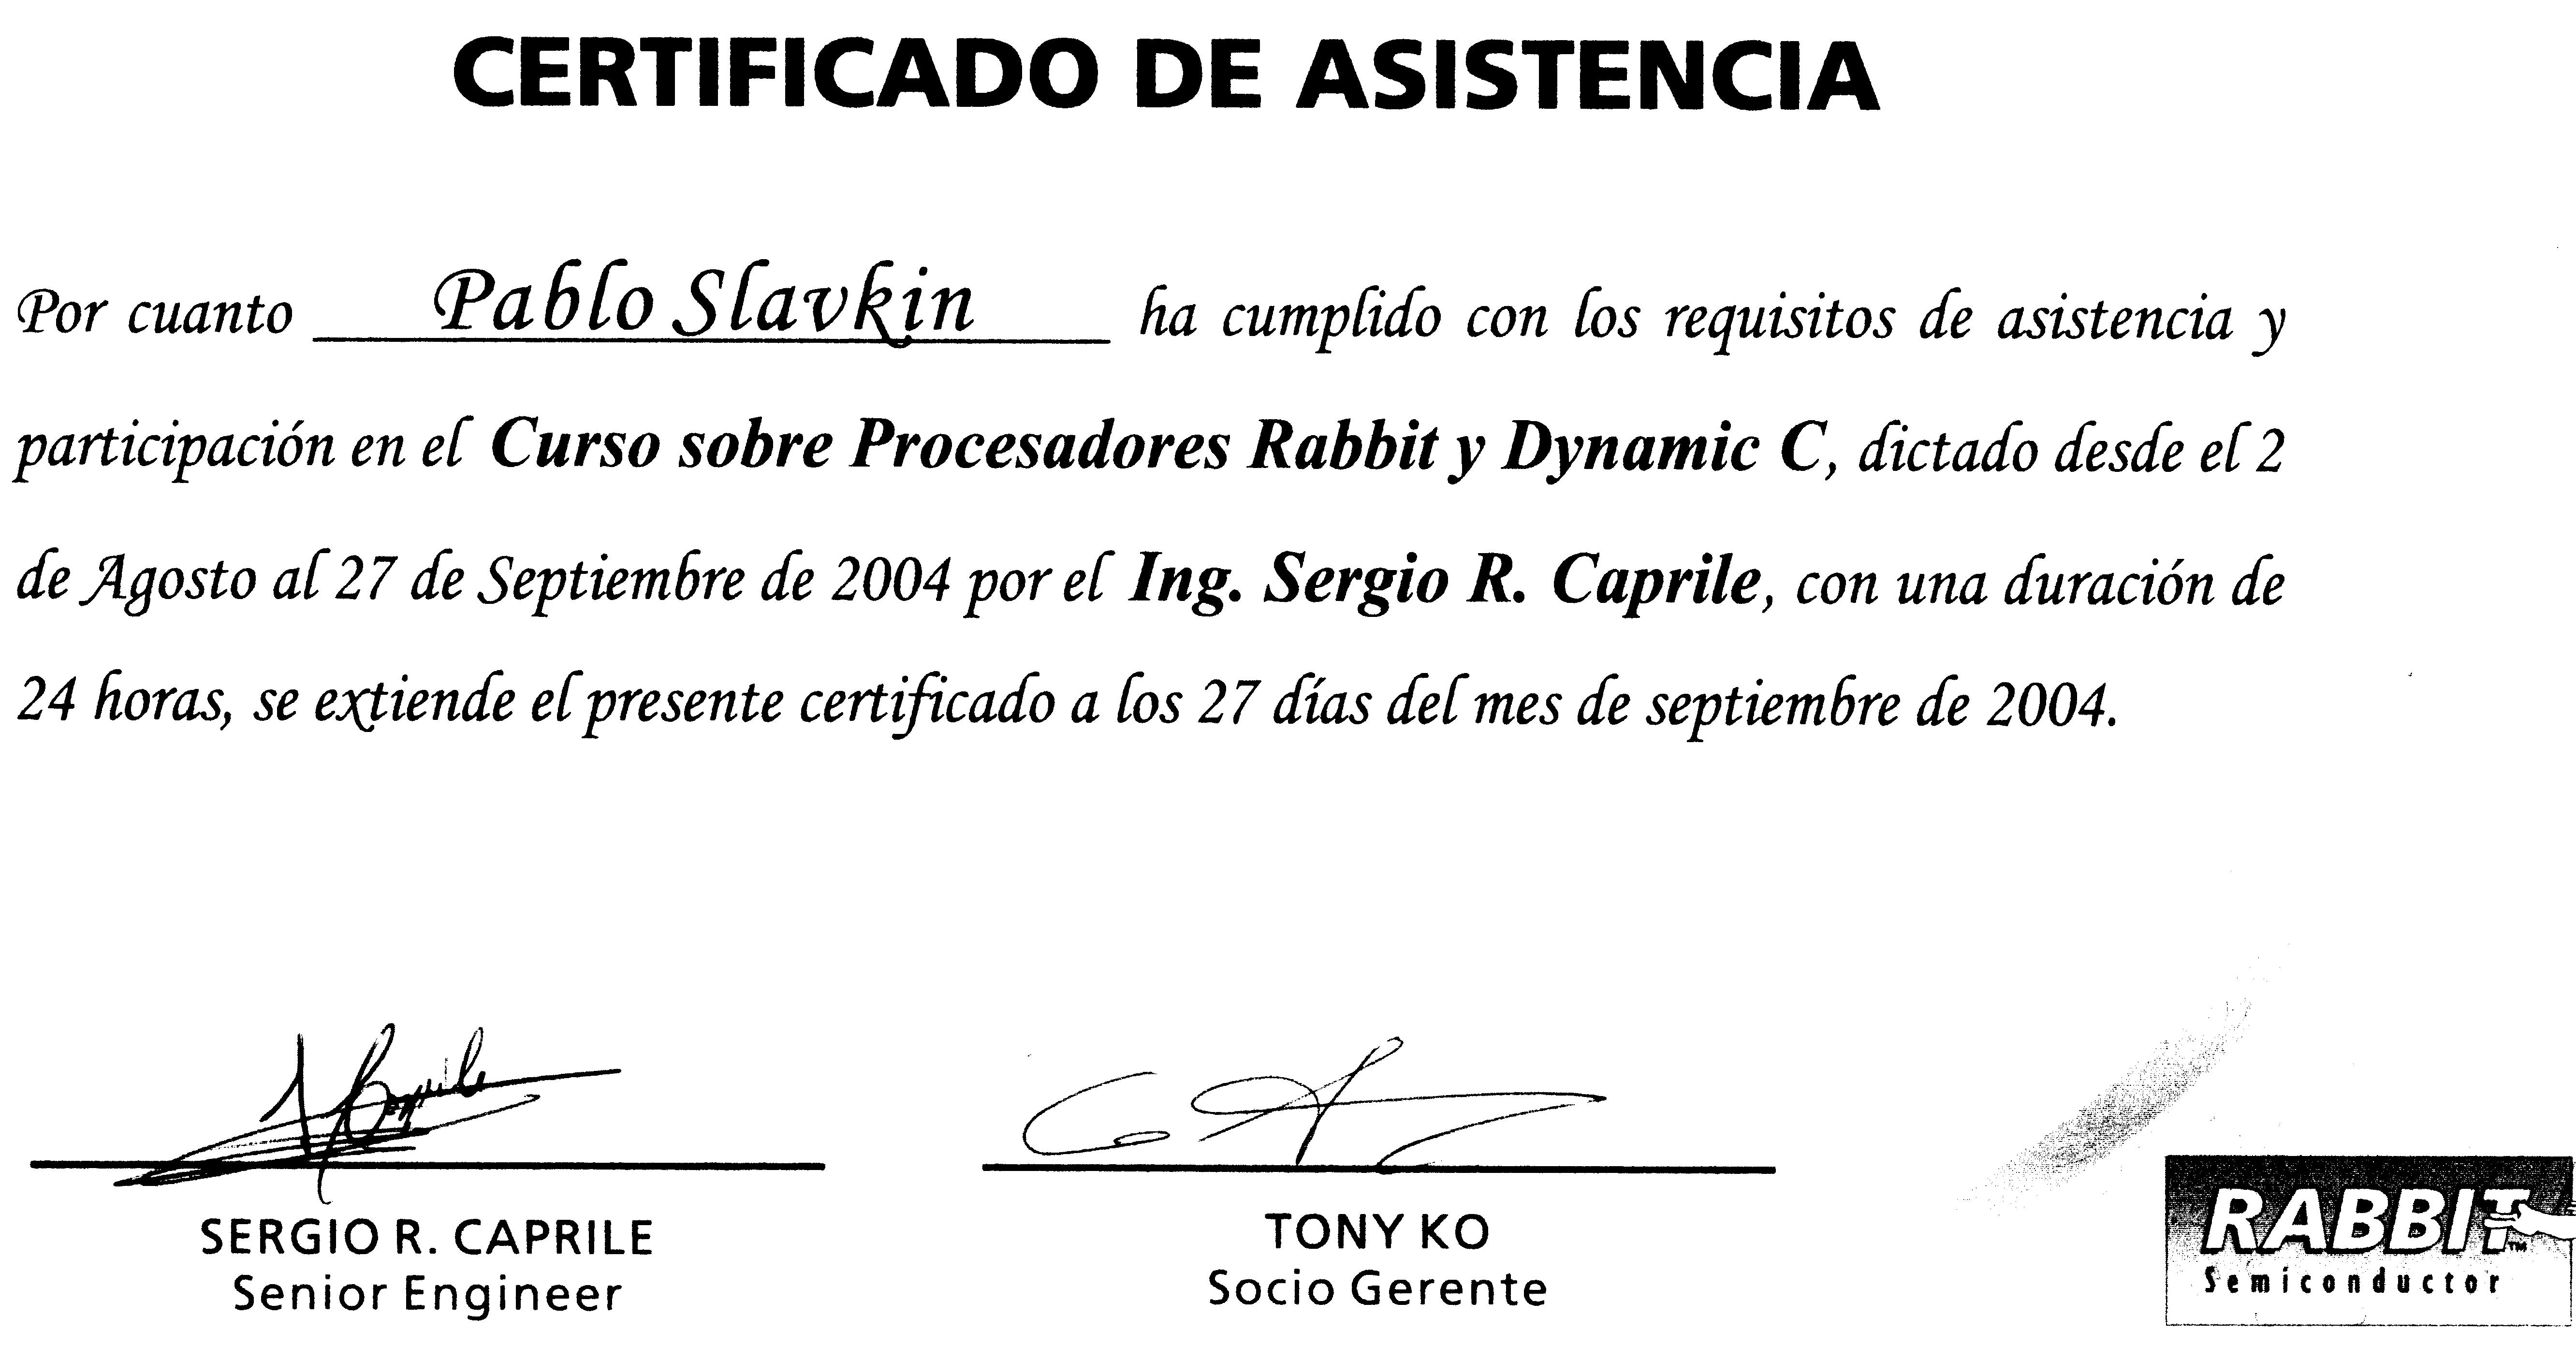 CERTIFICADO DE ASISTENCIA
Por cuanto Pablo Slavkin ha cumplido con los requisitos de asistencia y
participación en el Curso sobre Procesadores Rabbit y Dynamic C, dictado desde el 2
de Agosto al 27 de Septiembre de 2004 por el Ing. Sergio R. Caprile, con una duración de
24 horas, se extiende el presente certificado a los 27 días del mes de septiembre de 2004.
SERGIO R. CAPRILE
Senior Engineer
TONY KO
Socio Gerente
RABBIT™
Semiconductor